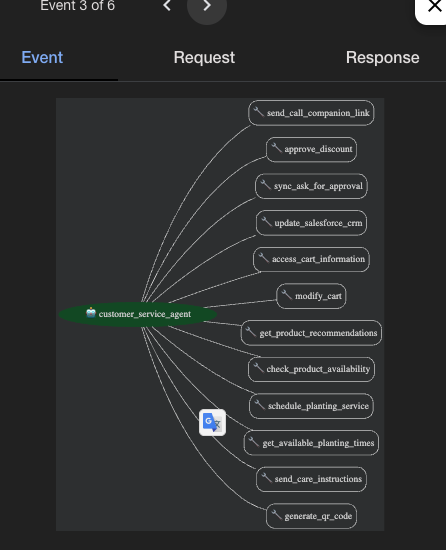 Event 3 of 6
Event
Request
Response
send_call_companion_link
approve_discount
sync_ask_for_approval
update_salesforce_crm
access_cart_information
modify_cart
customer_service_agent
get_product_recommendations
check_product_availability
schedule_planting_service
get_available_planting_times
send_care_instructions
generate_qr_code